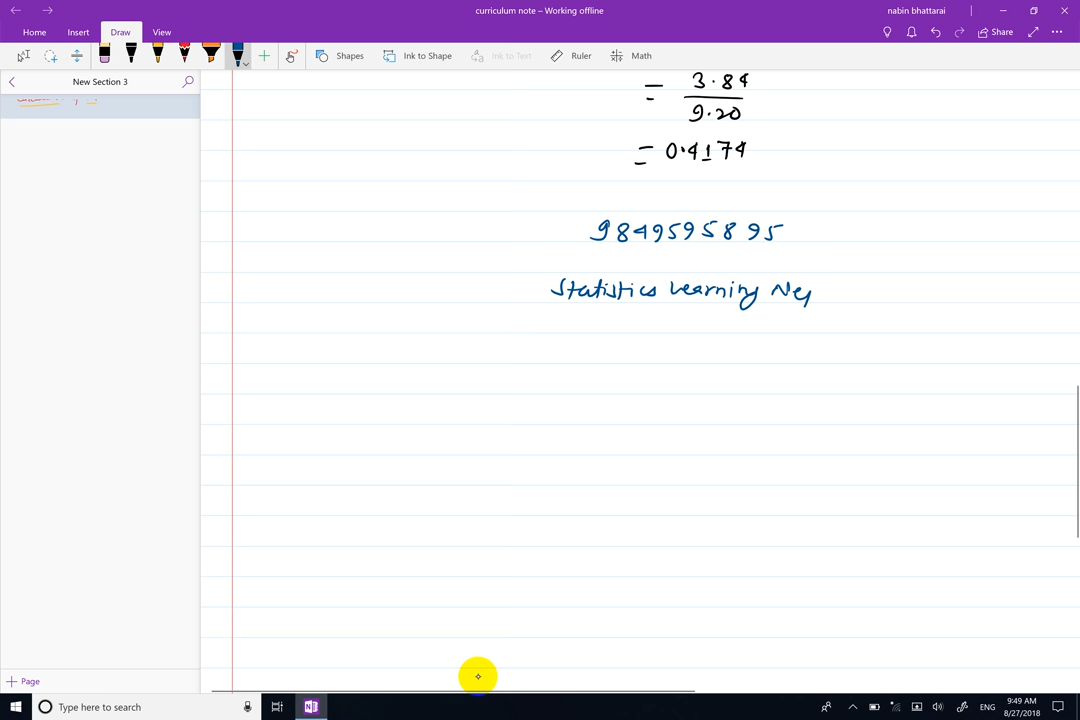 curriculum note – Working offline
nabin bhattarai
Home Insert Draw View
Share
Shapes Ink to Shape Ink to Text Ruler Math
New Section 3
= 3.84
9.20
= 0.4174
9849595895
Statistics Learning Nep
Page
Type here to search
ENG
9:49 AM
8/27/2018